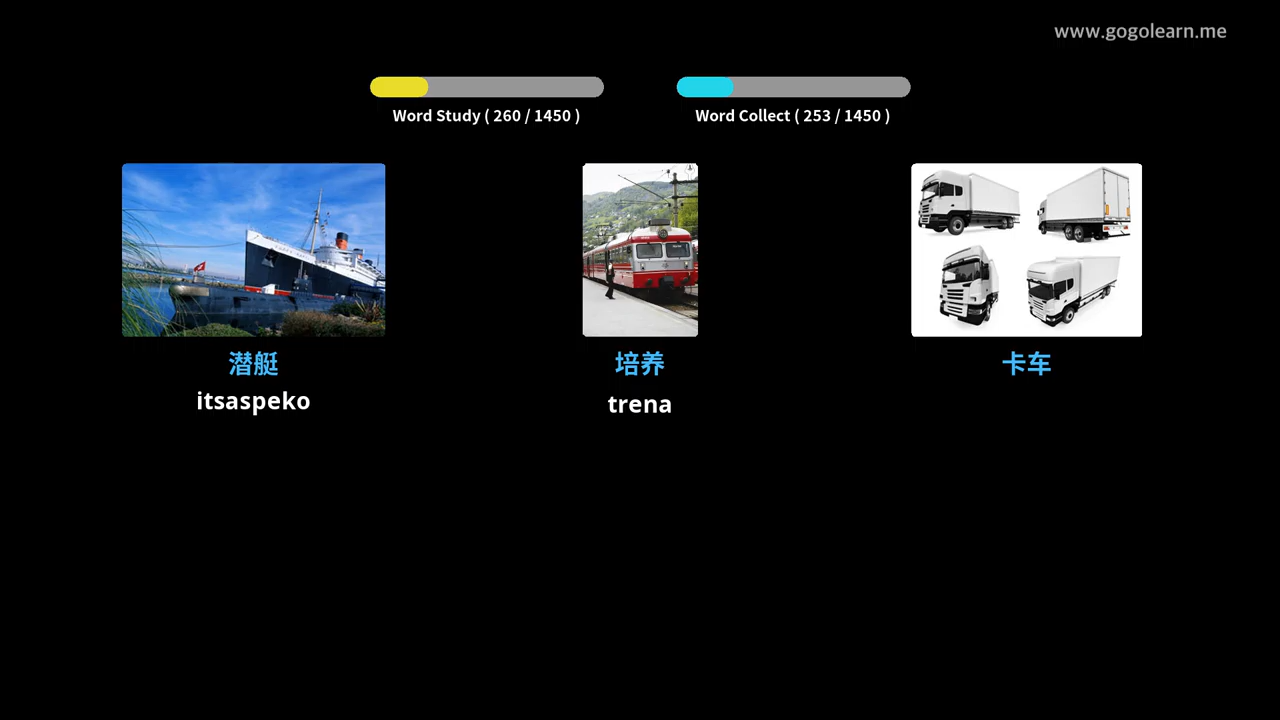 www.gogolearn.me
Word Study ( 260 / 1450 )
Word Collect ( 253 / 1450 )
潜艇
培养
卡车
itsaspeko
trena